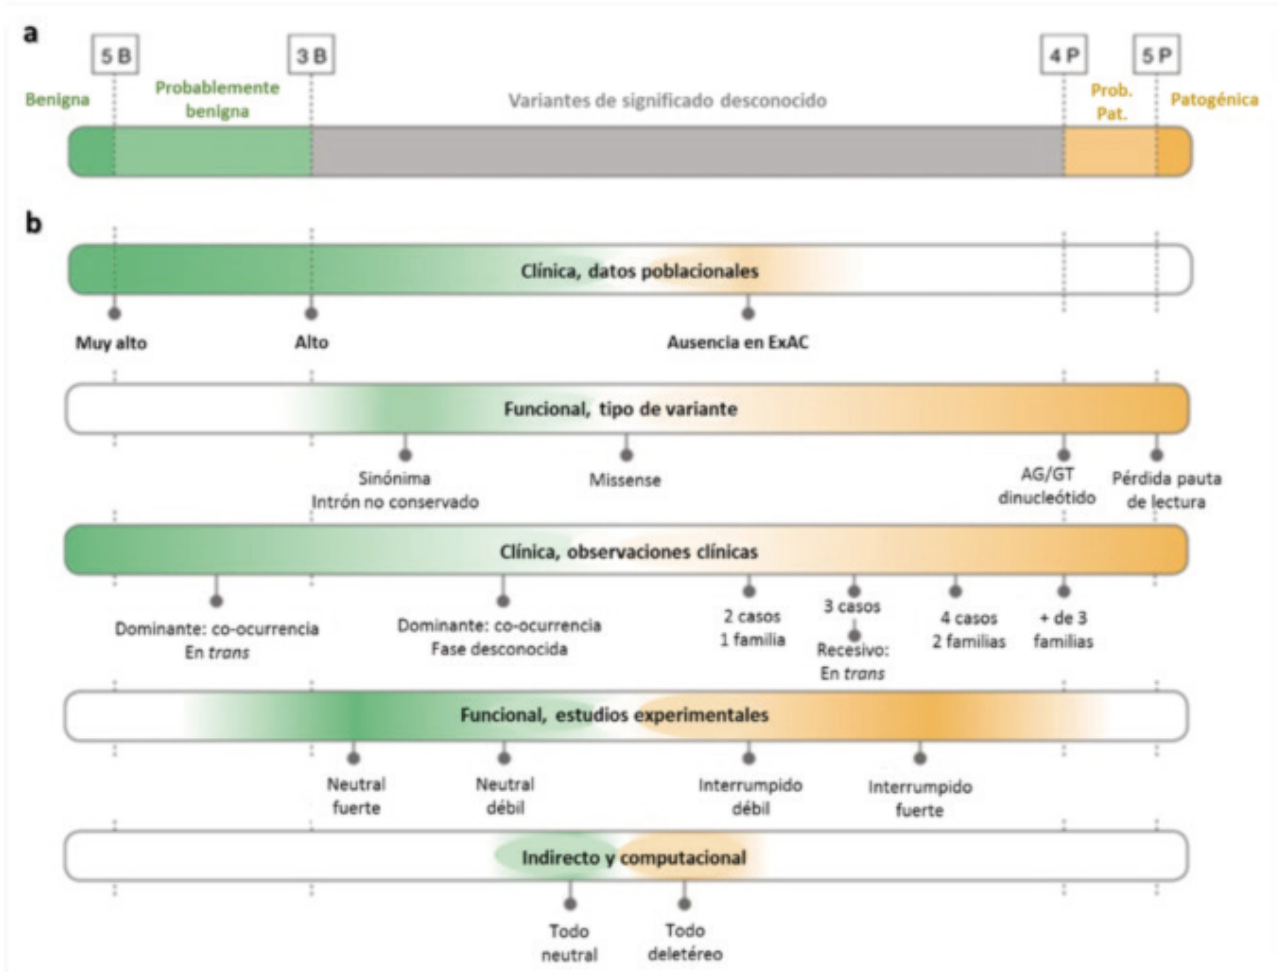 a
5 B
3 B
4 P
5 P
Benigna
Probablemente
benigna
Variantes de significado desconocido
Prob.
Pat.
Patogénica
b
Clínica, datos poblacionales
Muy alto
Alto
Ausencia en ExAC
Funcional, tipo de variante
Sinónima
Intrón no conservado
Missense
AG/GT
dinucleótido
Pérdida pauta
de lectura
Clínica, observaciones clínicas
Dominante: co-ocurrencia
En trans
Dominante: co-ocurrencia
Fase desconocida
2 casos
1 familia
3 casos
Recesivo:
En trans
4 casos
2 familias
+ de 3
familias
Funcional, estudios experimentales
Neutral
fuerte
Neutral
débil
Interrumpido
débil
Interrumpido
fuerte
Indirecto y computacional
Todo
neutral
Todo
deletéreo